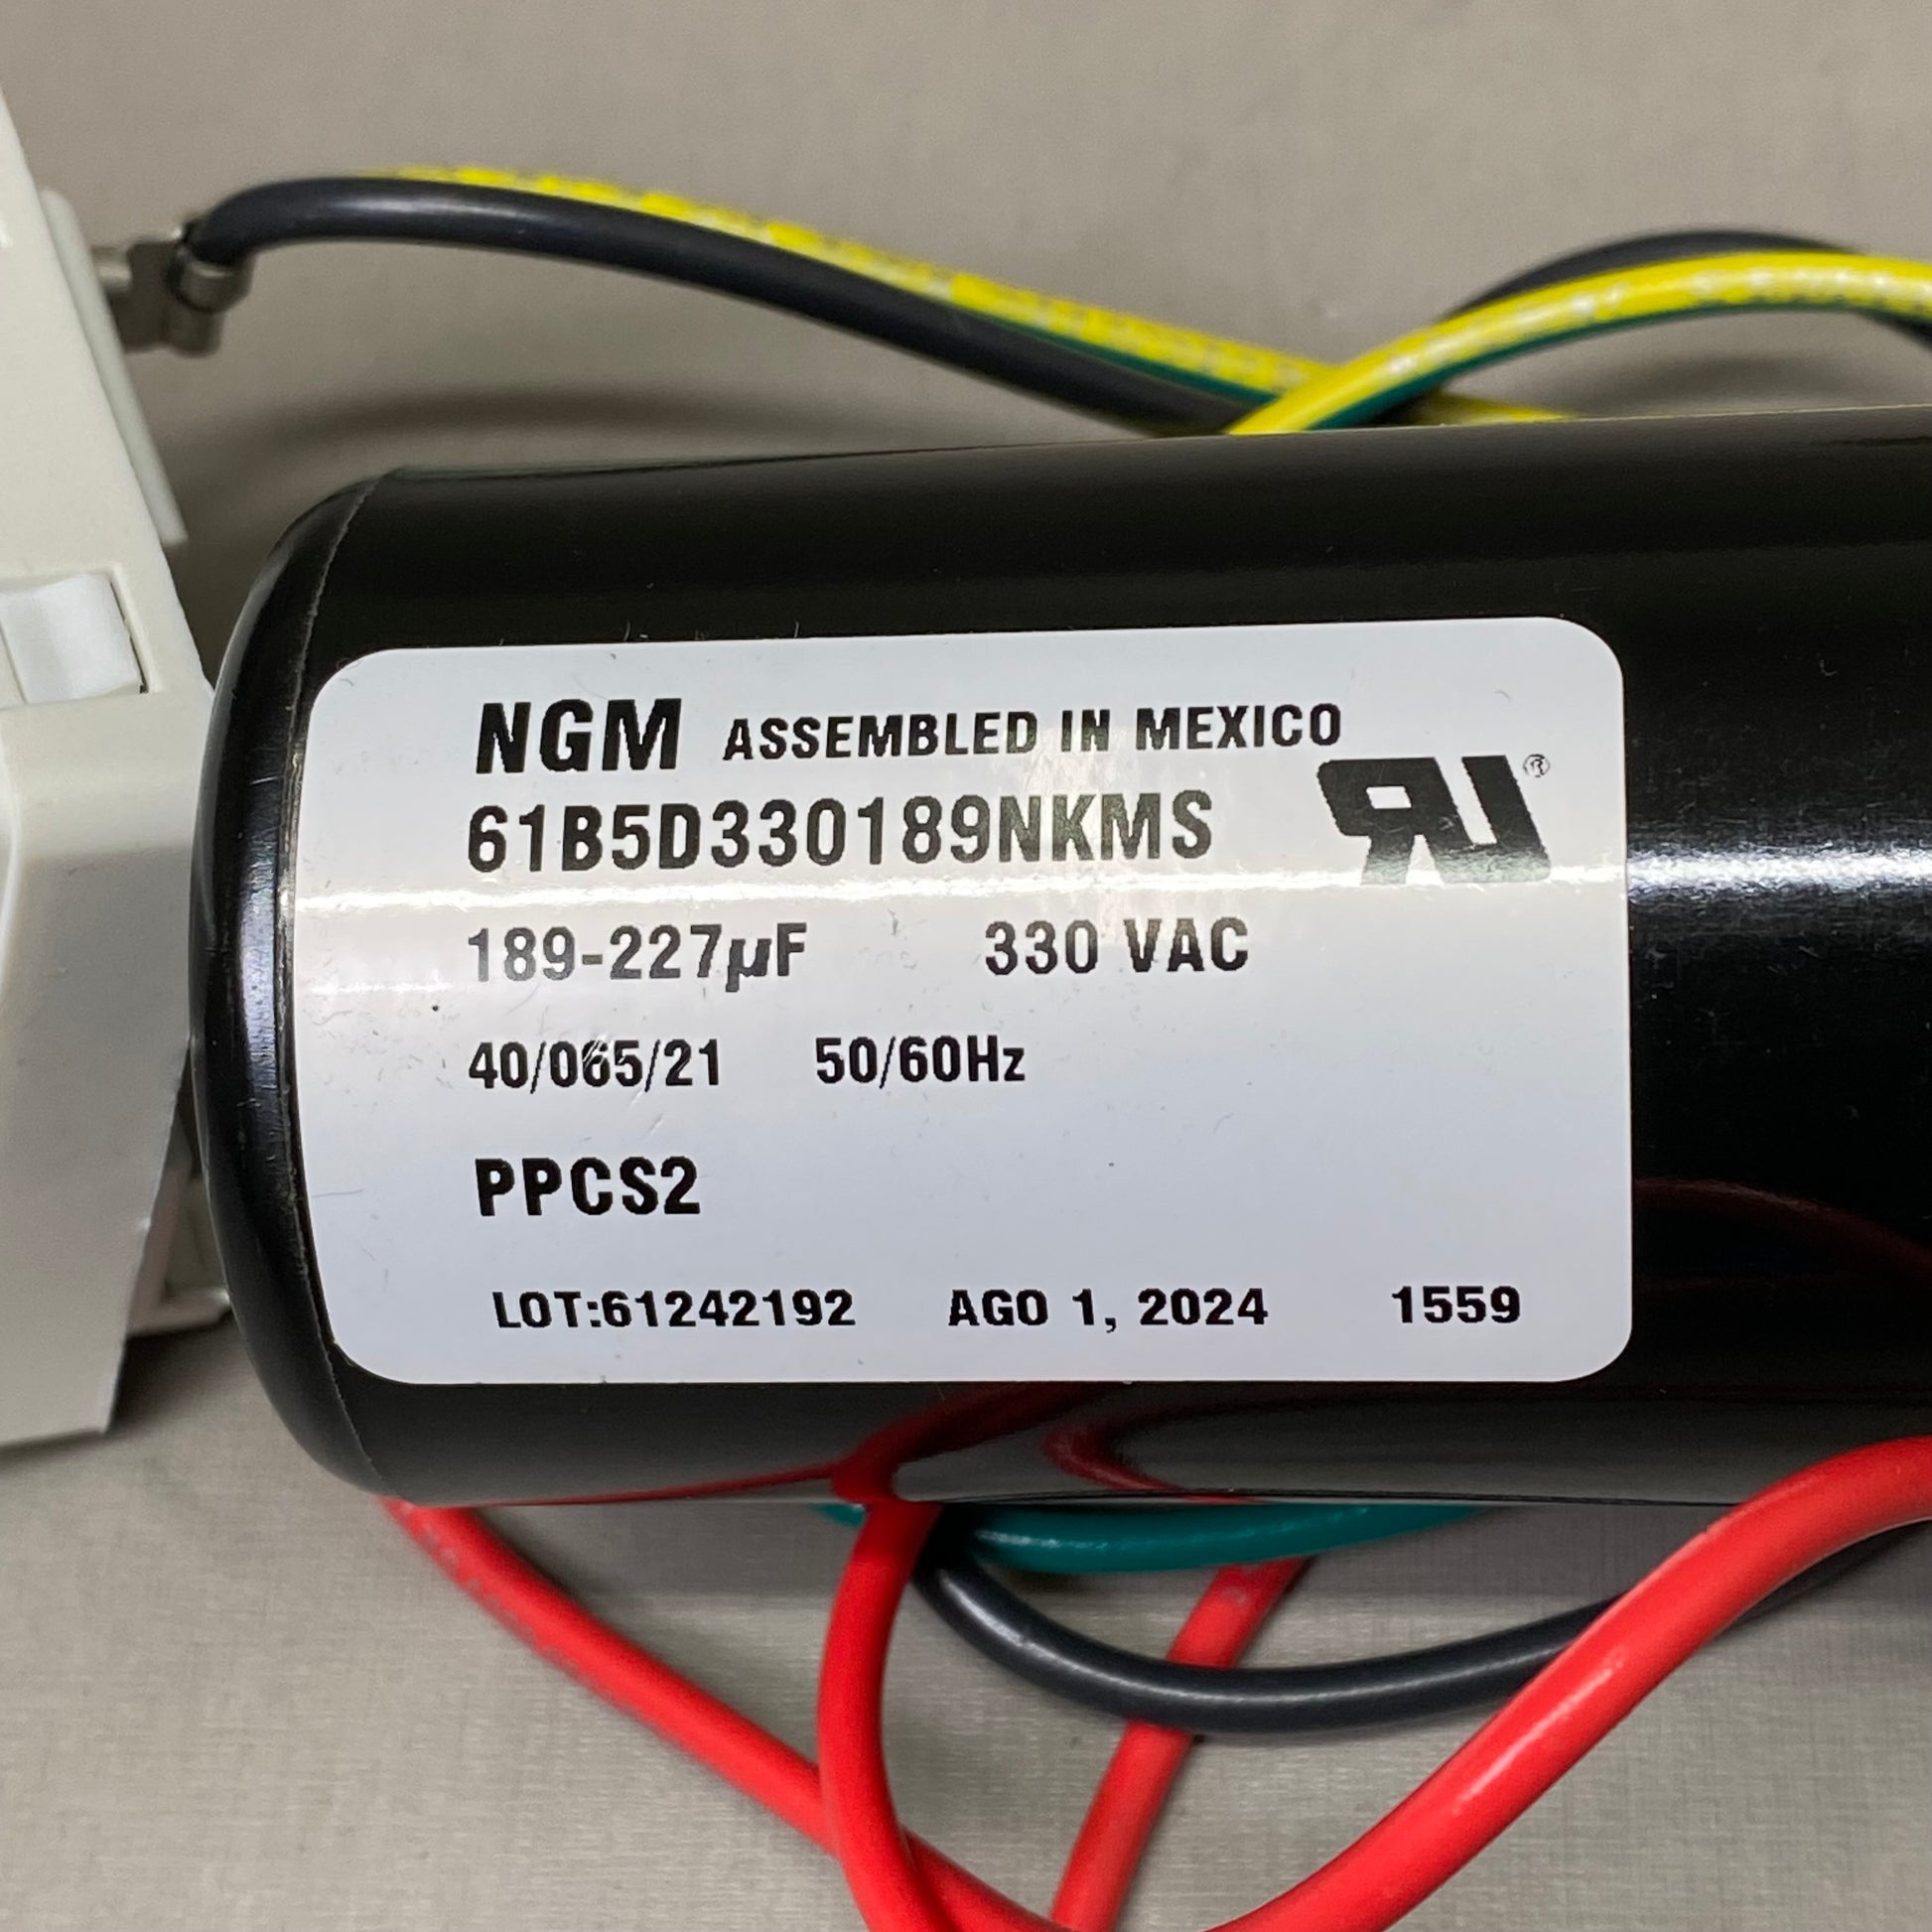 NGM ASSEMBLED IN MEXICO
61B5D330189NKMS
189-227µF 330 VAC
40/065/21 50/60Hz
PPCS2
LOT:61242192 AGO 1, 2024 1559